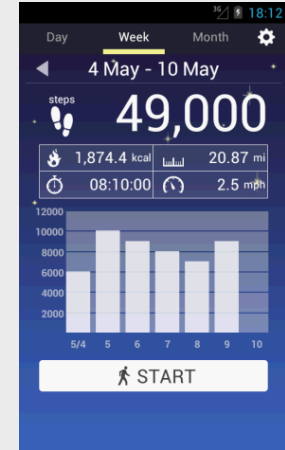 3G 18:12
Day Week Month
4 May - 10 May
steps 49,000
1,874.4 kcal 20.87 mi
08:10:00 2.5 mph
12000
10000
8000
6000
4000
2000
5/4 5 6 7 8 9 10
START